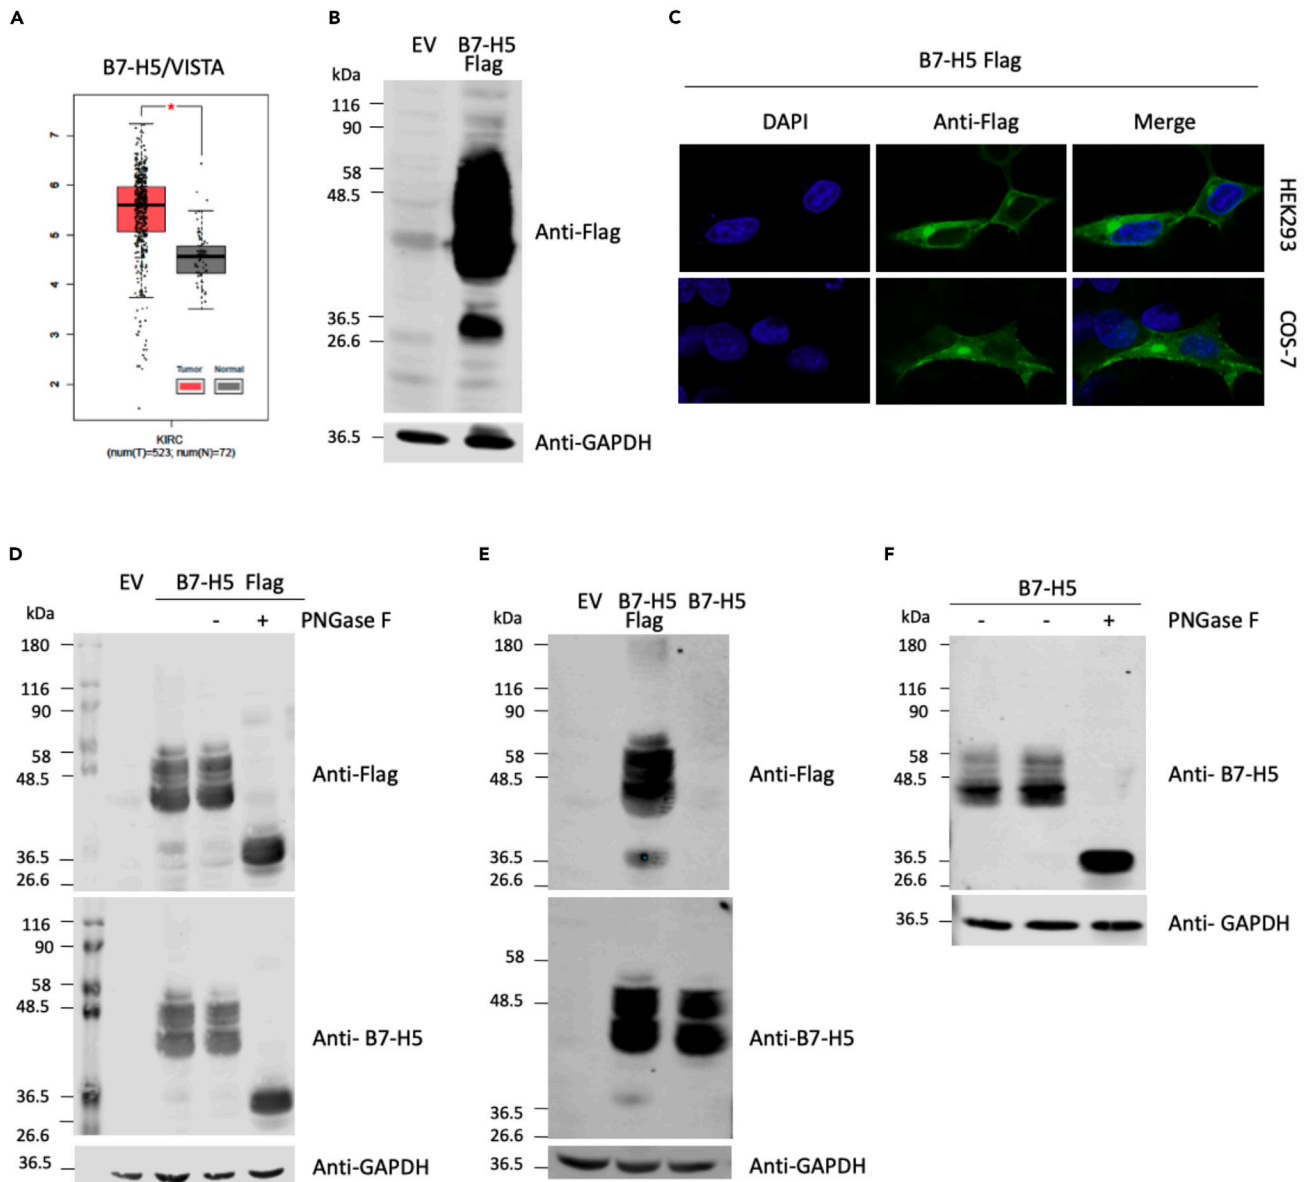 A
B7-H5/VISTA
*
7
6
5
4
3
2
Tumor Normal
KIRC
(num(T)=523; num(N)=72)
B
EV B7-H5
Flag
kDa
116
90
58
48.5
36.5
26.6
Anti-Flag
36.5
Anti-GAPDH
C
B7-H5 Flag
DAPI Anti-Flag Merge
HEK293
COS-7
D
EV B7-H5 Flag
kDa
- + PNGase F
180
116
90
58
48.5
36.5
26.6
Anti-Flag
116
90
58
48.5
36.5
26.6
Anti- B7-H5
36.5
Anti-GAPDH
E
EV B7-H5 B7-H5
Flag
kDa
180
116
90
58
48.5
36.5
26.6
Anti-Flag
58
48.5
36.5
26.6
Anti-B7-H5
36.5
Anti-GAPDH
F
B7-H5
kDa
- - + PNGase F
180
116
90
58
48.5
36.5
26.6
Anti- B7-H5
36.5
Anti- GAPDH